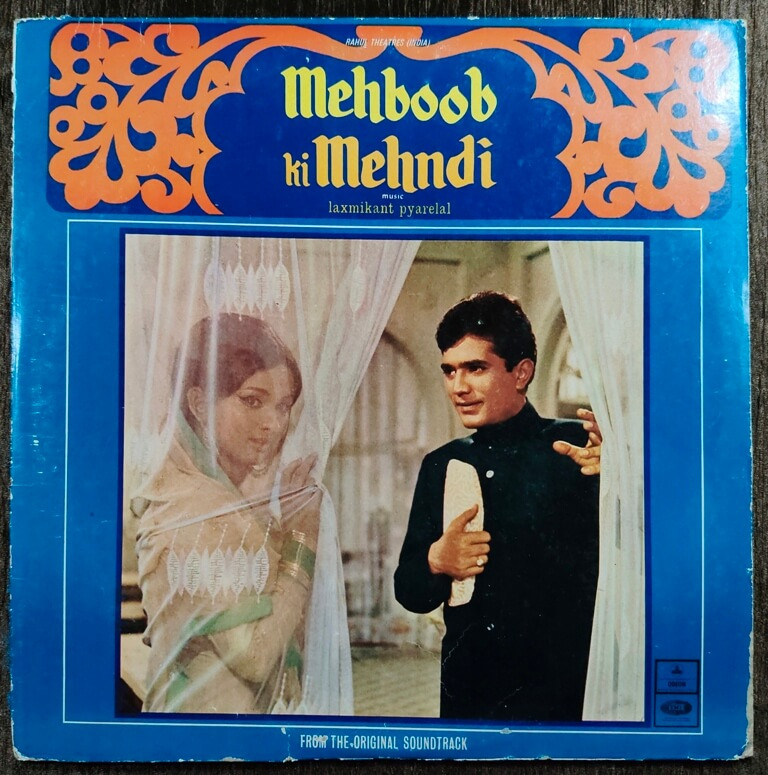 RAHUL THEATRES (INDIA)
Mehboob
ki Mehndi
music
laxmikant pyarelal
FROM THE ORIGINAL SOUNDTRACK